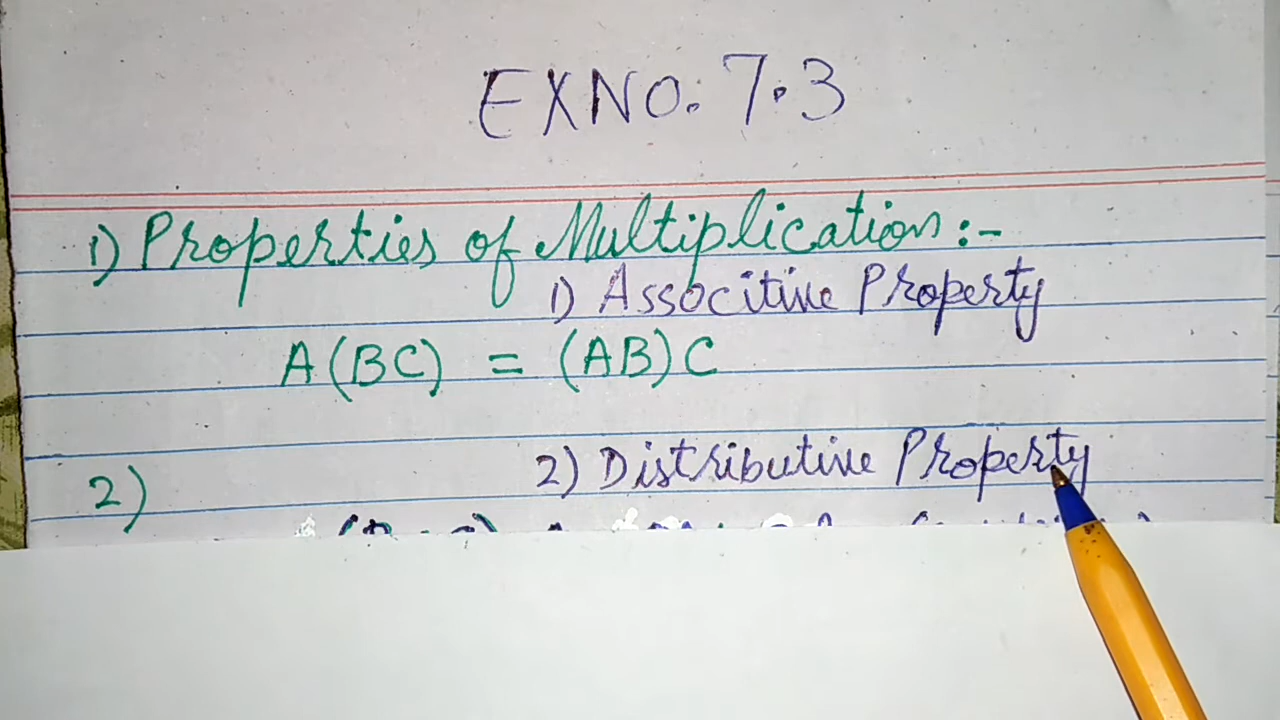 EXNO. 7.3
1) Properties of Multiplication:-
1) Associtive Property
A(BC) = (AB)C
2) 2) Distributive Property